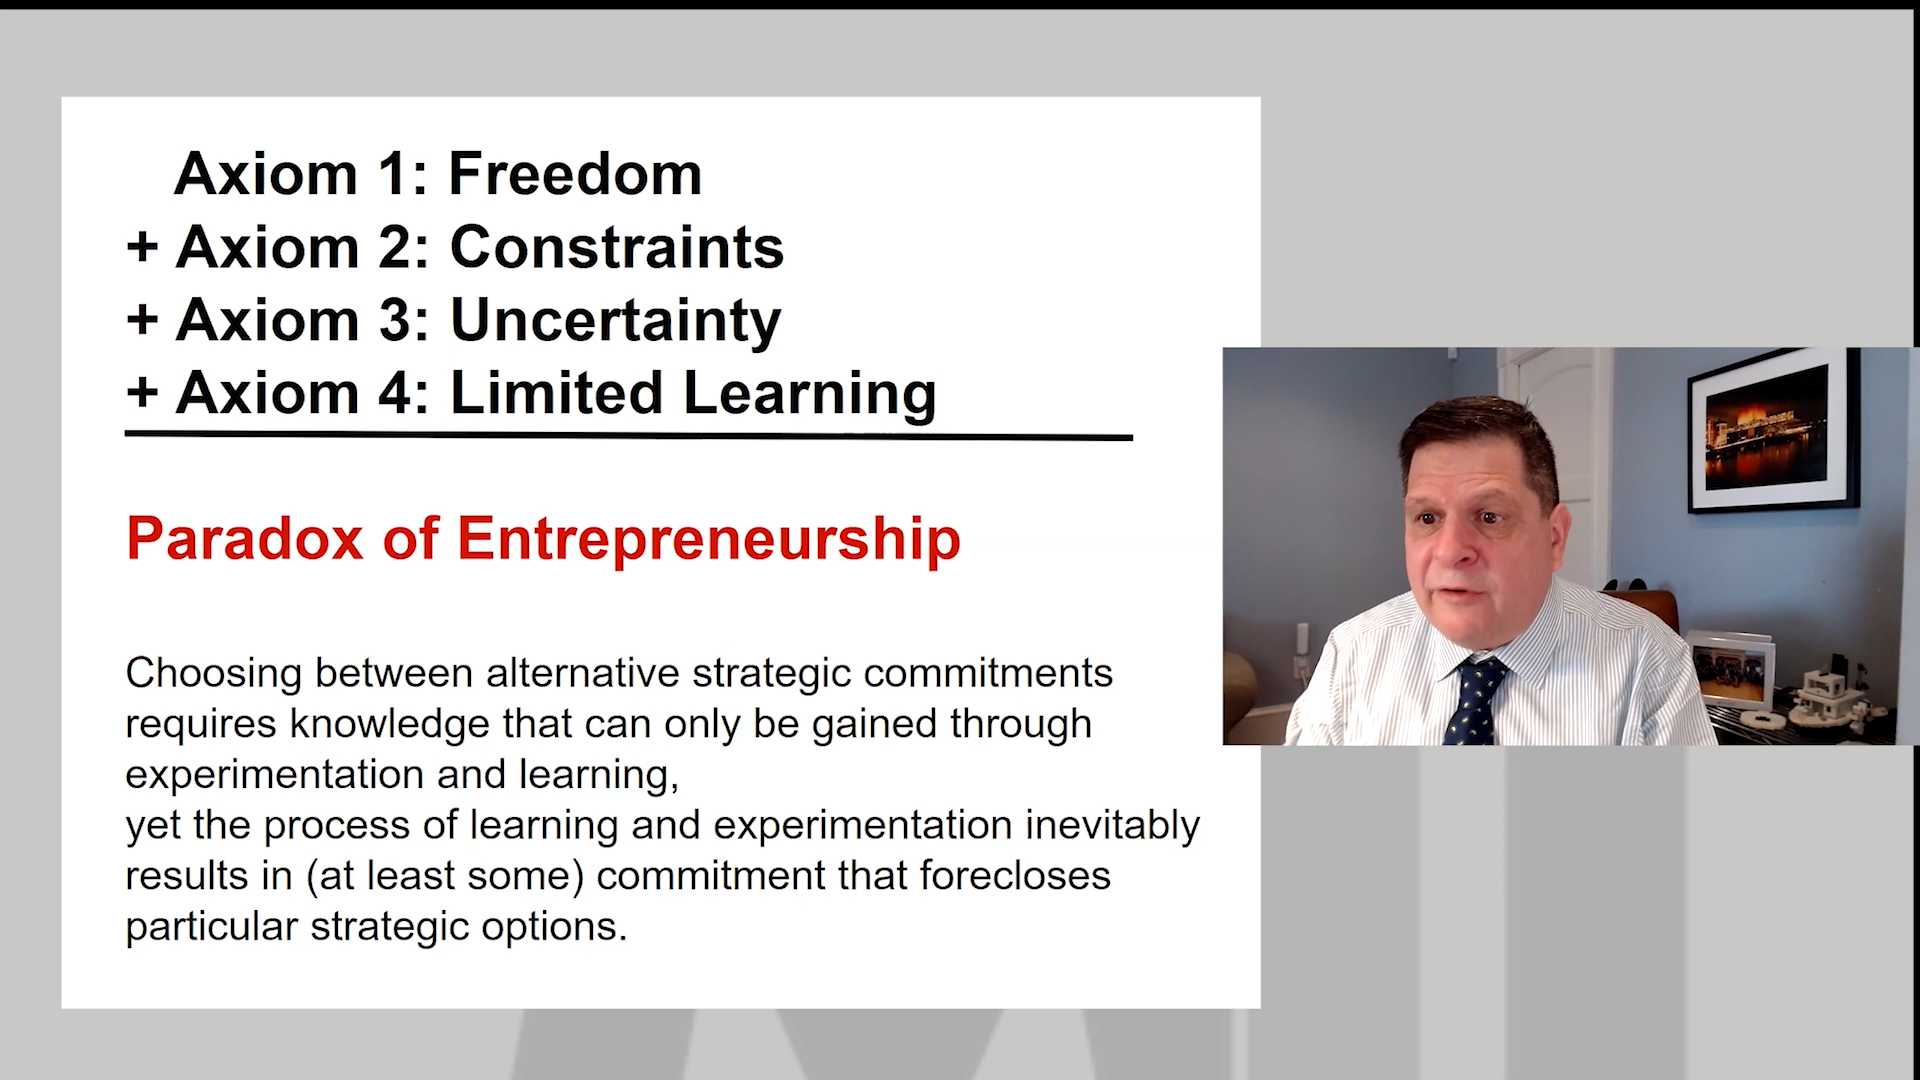 Axiom 1: Freedom
+ Axiom 2: Constraints
+ Axiom 3: Uncertainty
+ Axiom 4: Limited Learning
Paradox of Entrepreneurship
Choosing between alternative strategic commitments
requires knowledge that can only be gained through
experimentation and learning,
yet the process of learning and experimentation inevitably
results in (at least some) commitment that forecloses
particular strategic options.